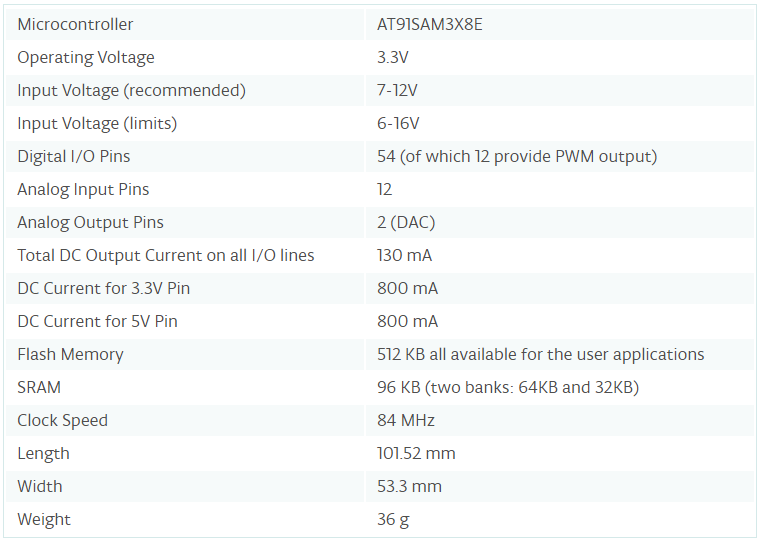 Microcontroller AT91SAM3X8E
Operating Voltage 3.3V
Input Voltage (recommended) 7-12V
Input Voltage (limits) 6-16V
Digital I/O Pins 54 (of which 12 provide PWM output)
Analog Input Pins 12
Analog Output Pins 2 (DAC)
Total DC Output Current on all I/O lines 130 mA
DC Current for 3.3V Pin 800 mA
DC Current for 5V Pin 800 mA
Flash Memory 512 KB all available for the user applications
SRAM 96 KB (two banks: 64KB and 32KB)
Clock Speed 84 MHz
Length 101.52 mm
Width 53.3 mm
Weight 36 g